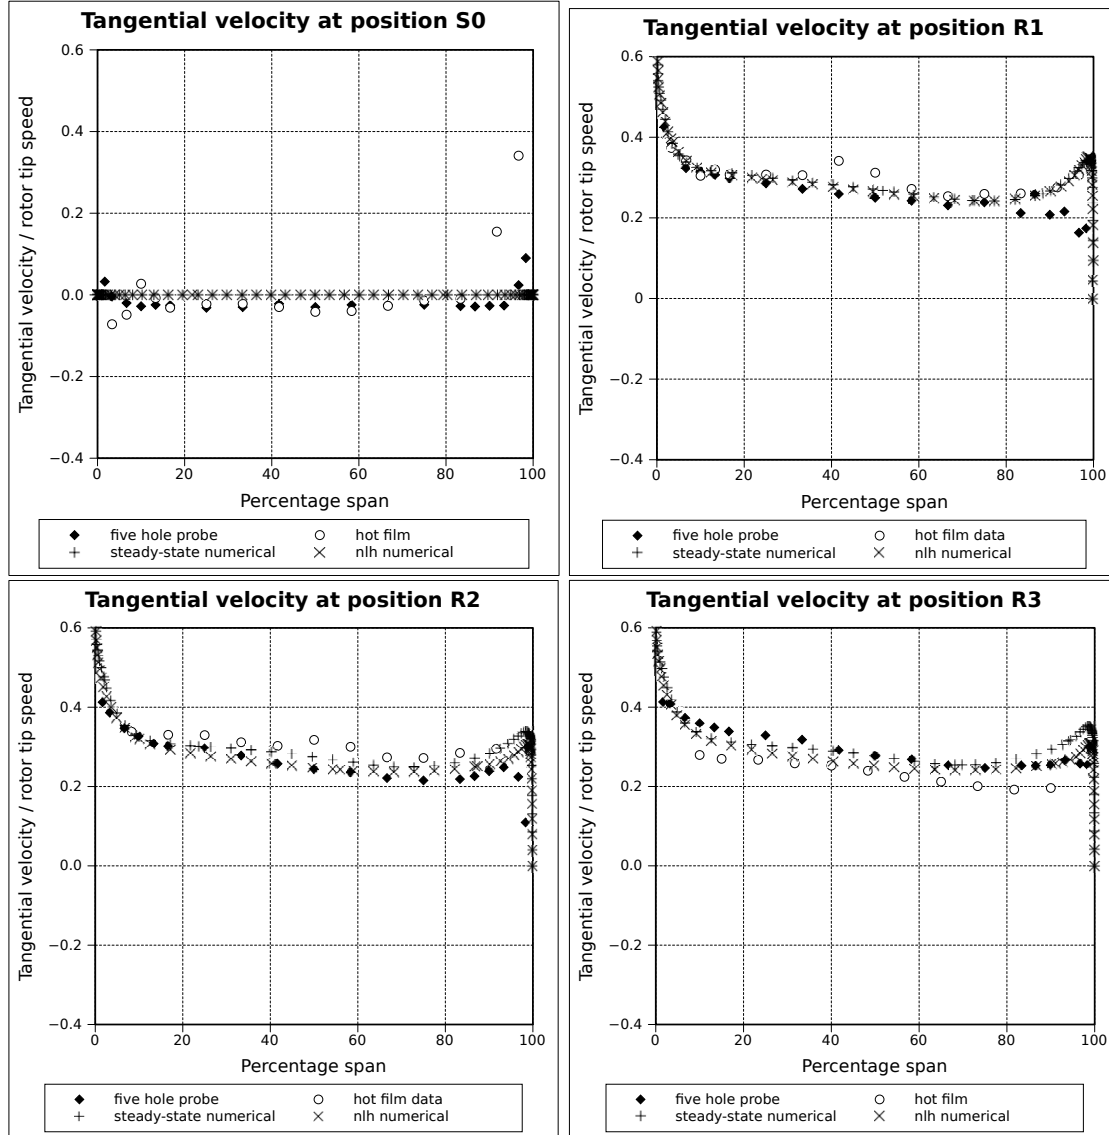 Tangential velocity at position S0
Tangential velocity / rotor tip speed
0.6
0.4
0.2
0.0
−0.2
−0.4
0 20 40 60 80 100
Percentage span
five hole probe hot film
steady-state numerical nlh numerical
Tangential velocity at position R1
Tangential velocity / rotor tip speed
0.6
0.4
0.2
0
−0.2
−0.4
0 20 40 60 80 100
Percentage span
five hole probe hot film data
steady-state numerical nlh numerical
Tangential velocity at position R2
Tangential velocity / rotor tip speed
0.6
0.4
0.2
0.0
−0.2
−0.4
0 20 40 60 80 100
Percentage span
five hole probe hot film data
steady-state numerical nlh numerical
Tangential velocity at position R3
Tangential velocity / rotor tip speed
0.6
0.4
0.2
0.0
−0.2
−0.4
0 20 40 60 80 100
Percentage span
five hole probe hot film
steady-state numerical nlh numerical